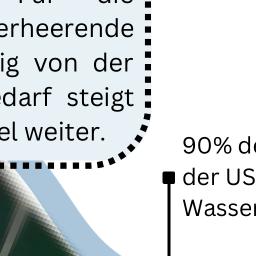 Für die
erheerende
ig von der
edarf steigt
el weiter.
90% de
der US
Wasser